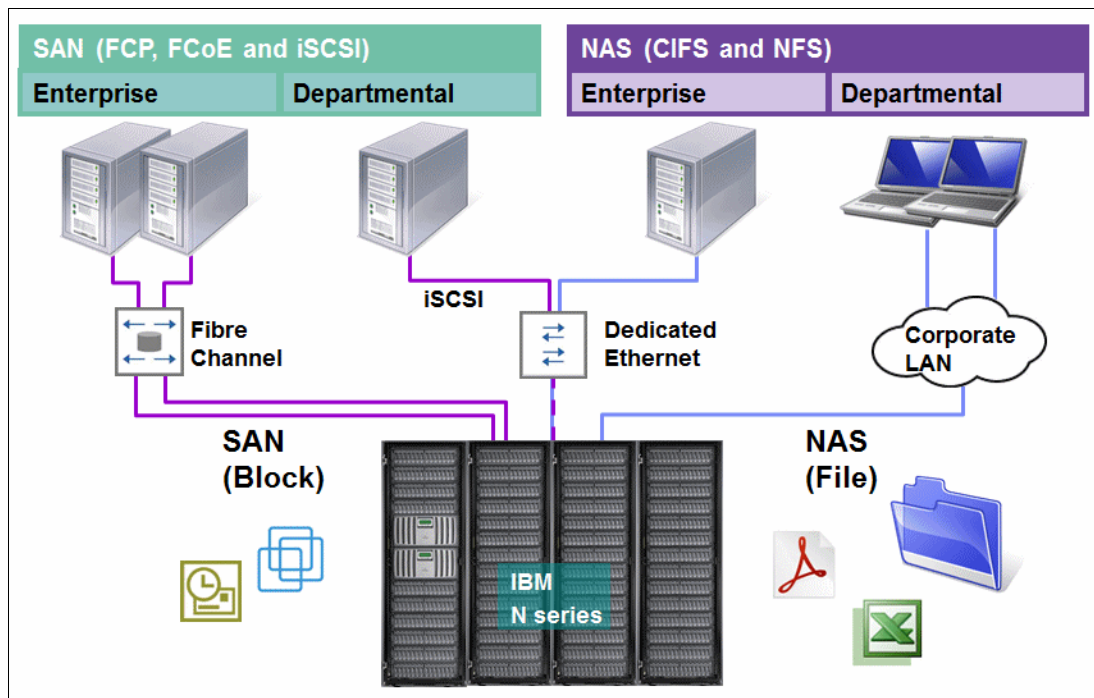 SAN (FCP, FCoE and iSCSI)
Enterprise
Departmental
NAS (CIFS and NFS)
Enterprise
Departmental
iSCSI
Fibre
Channel
Dedicated
Ethernet
Corporate
LAN
SAN
(Block)
NAS
(File)
IBM
N series